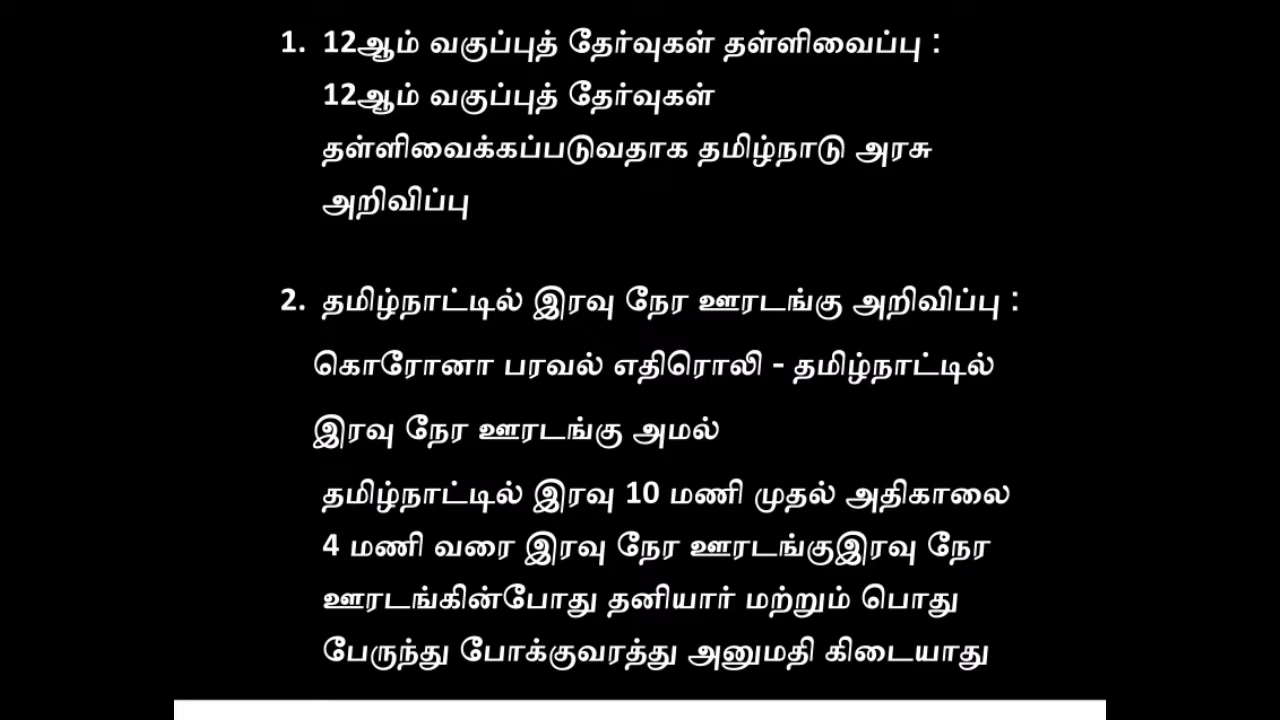 1. 12ஆம் வகுப்புத் தேர்வுகள் தள்ளிவைப்பு :
12ஆம் வகுப்புத் தேர்வுகள்
தள்ளிவைக்கப்படுவதாக தமிழ்நாடு அரசு
அறிவிப்பு
2. தமிழ்நாட்டில் இரவு நேர ஊரடங்கு அறிவிப்பு :
கொரோனா பரவல் எதிரொலி - தமிழ்நாட்டில்
இரவு நேர ஊரடங்கு அமல்
தமிழ்நாட்டில் இரவு 10 மணி முதல் அதிகாலை
4 மணி வரை இரவு நேர ஊரடங்குஇரவு நேர
ஊரடங்கின்போது தனியார் மற்றும் பொது
பேருந்து போக்குவரத்து அனுமதி கிடையாது